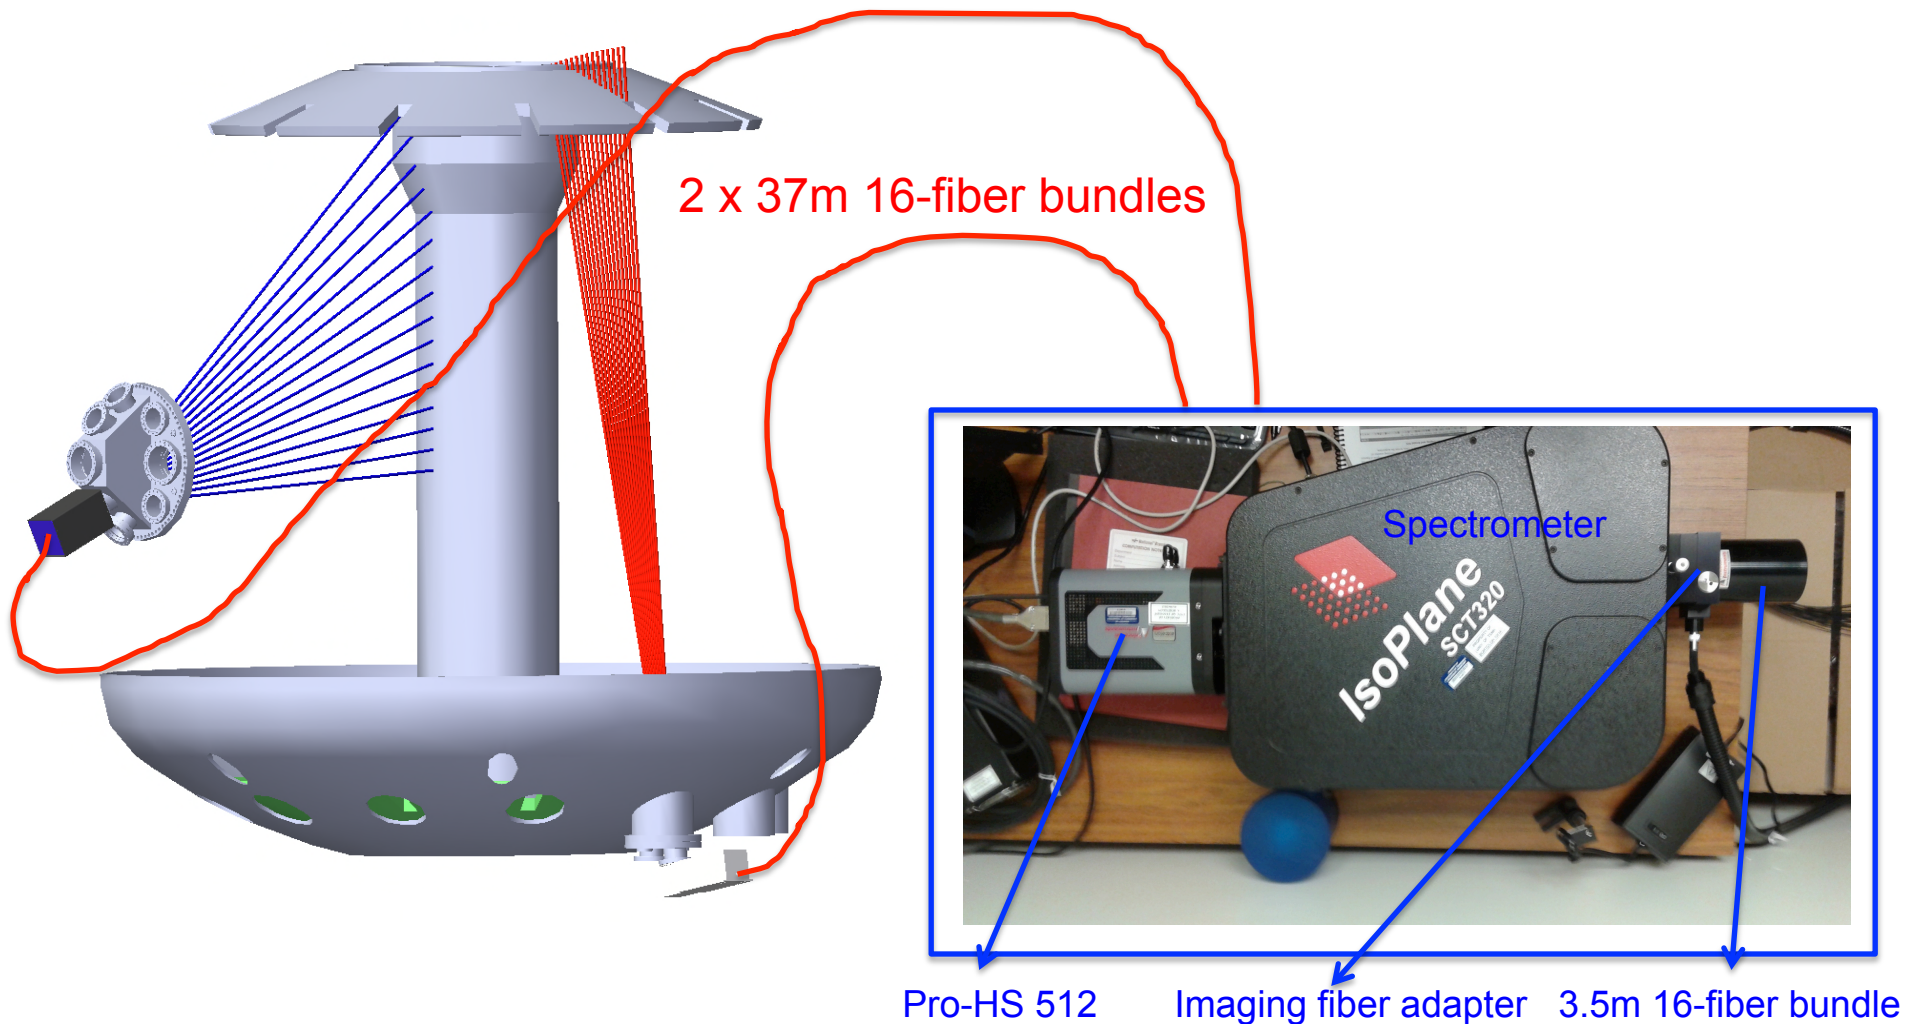 2 x 37m 16-fiber bundles
Spectrometer
IsoPlane
SCT320
Pro-HS 512
Imaging fiber adapter
3.5m 16-fiber bundle